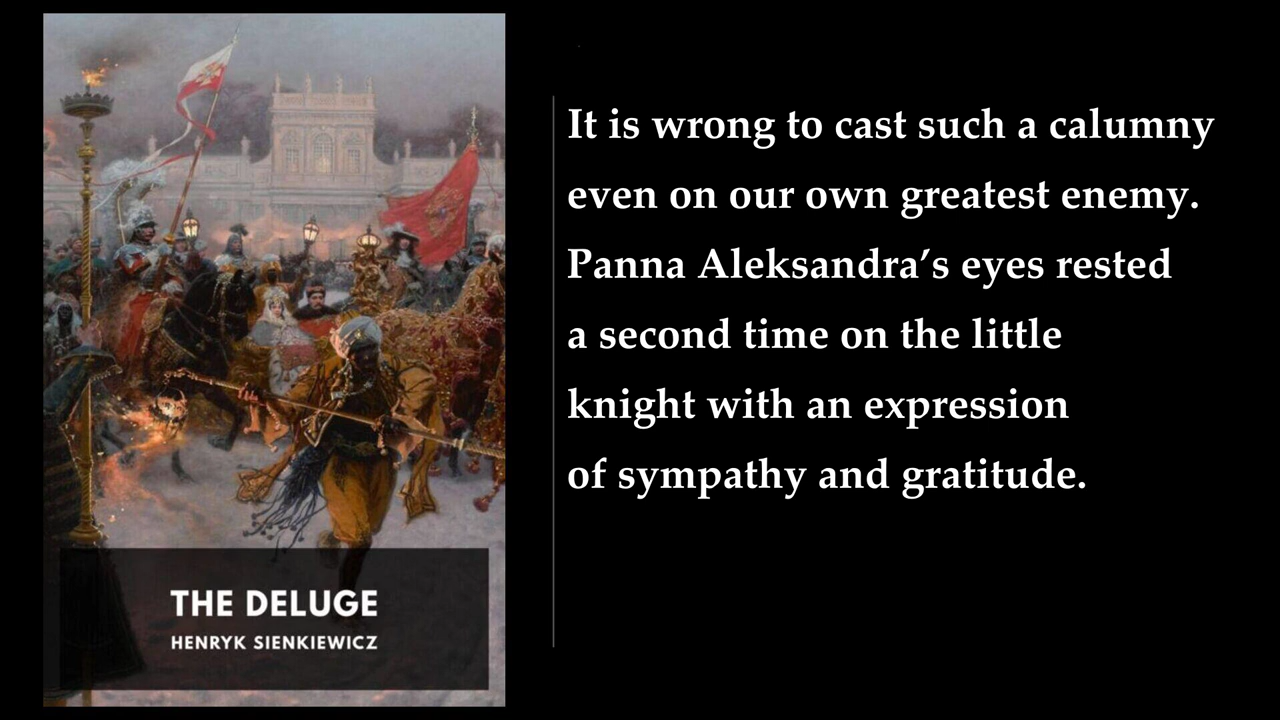 It is wrong to cast such a calumny
even on our own greatest enemy.
Panna Aleksandra’s eyes rested
a second time on the little
knight with an expression
of sympathy and gratitude.
THE DELUGE
HENRYK SIENKIEWICZ